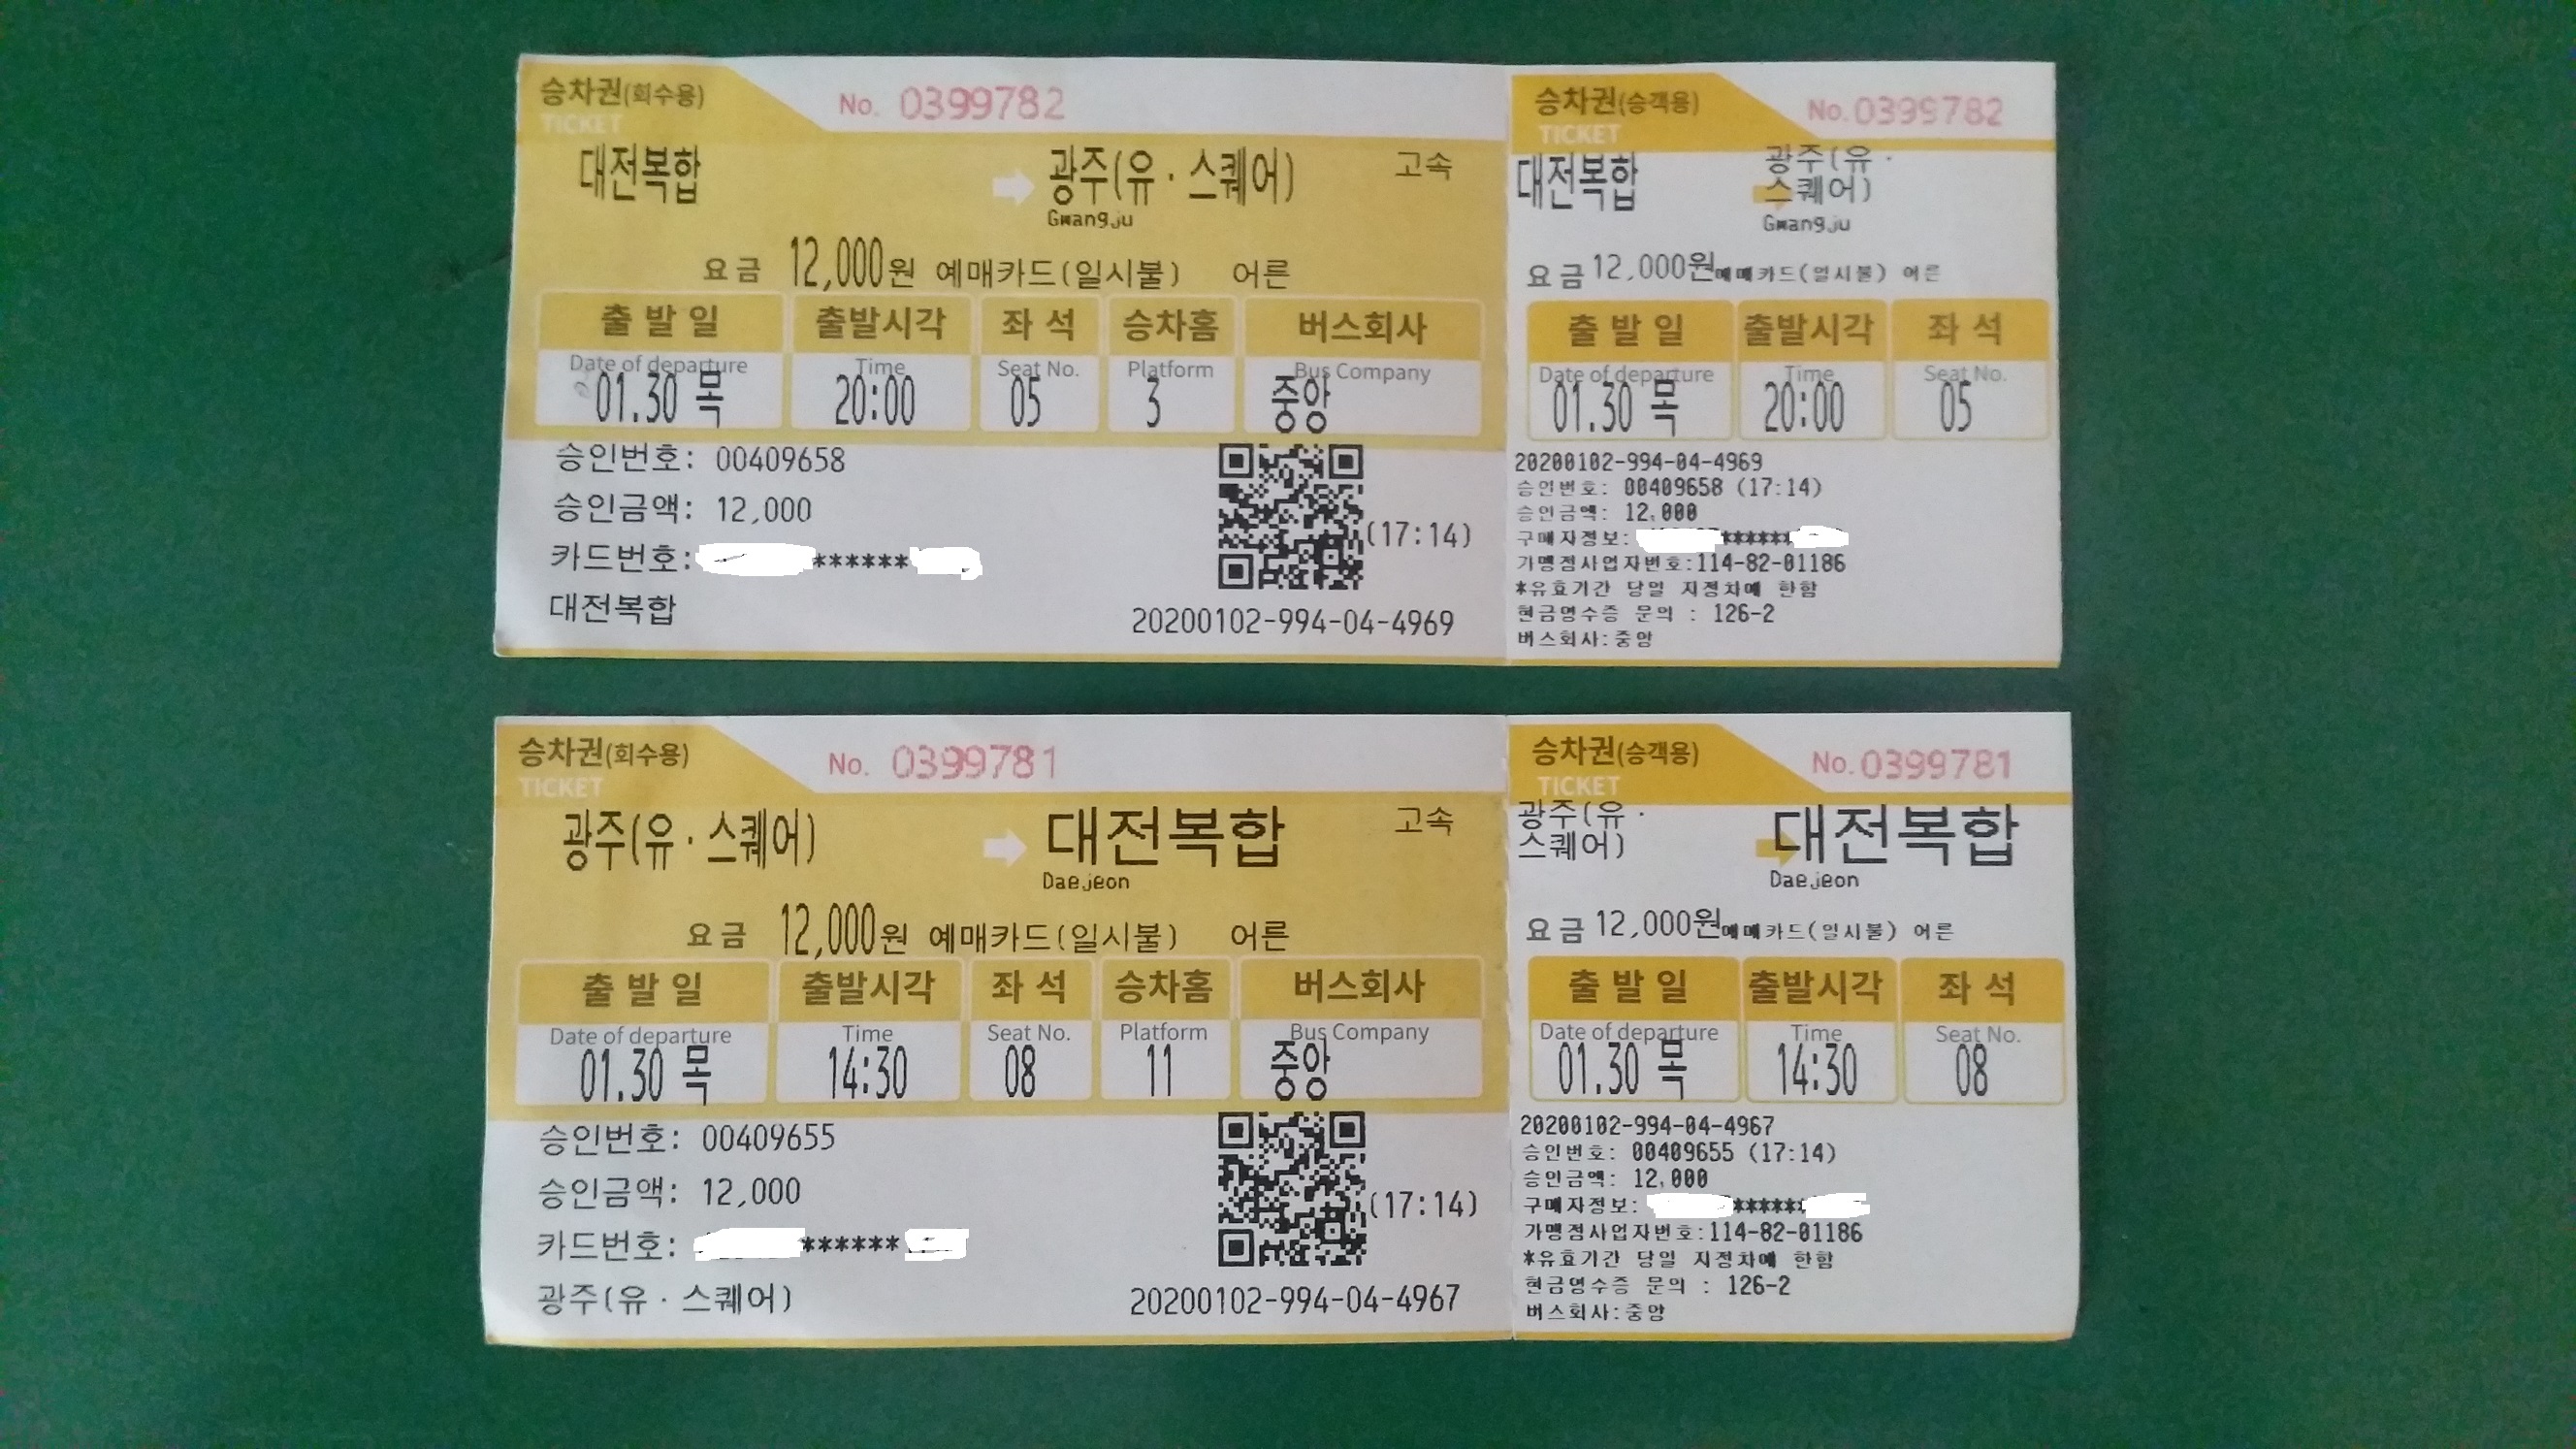 승차권(회수용)
TICKET
No. 0399782
대전복합
광주(유·스퀘어)
Gwangju
고속
요금 12,000원 예매카드(일시불) 어른
출발일 출발시각 좌석 승차홈 버스회사
Date of departure Time Seat No. Platform Bus Company
01.30 목 20:00 05 3 중앙
승인번호: 00409658
승인금액: 12,000
(17:14)
카드번호: ******
대전복합
20200102-994-04-4969
승차권(승객용)
TICKET
No. 0399782
대전복합
광주(유·
스퀘어)
Gwangju
요금 12,000원 예매카드(일시불) 어른
출발일 출발시각 좌석
Date of departure Time Seat No.
01.30 목 20:00 05
20200102-994-04-4969
승인번호: 00409658 (17:14)
승인금액: 12,000
구매자정보: ******
가맹점사업자번호:114-82-01186
*유효기간 당일 지정차에 한함
현금영수증 문의 : 126-2
버스회사:중앙
승차권(회수용)
TICKET
No. 0399781
광주(유·스퀘어)
대전복합
Daejeon
고속
요금 12,000원 예매카드(일시불) 어른
출발일 출발시각 좌석 승차홈 버스회사
Date of departure Time Seat No. Platform Bus Company
01.30 목 14:30 08 11 중앙
승인번호: 00409655
승인금액: 12,000
(17:14)
카드번호: ******
광주(유·스퀘어)
20200102-994-04-4967
승차권(승객용)
TICKET
No. 0399781
광주(유·
스퀘어)
대전복합
Daejeon
요금 12,000원 예매카드(일시불) 어른
출발일 출발시각 좌석
Date of departure Time Seat No.
01.30 목 14:30 08
20200102-994-04-4967
승인번호: 00409655 (17:14)
승인금액: 12,000
구매자정보: ******
가맹점사업자번호:114-82-01186
*유효기간 당일 지정차에 한함
현금영수증 문의 : 126-2
버스회사:중앙